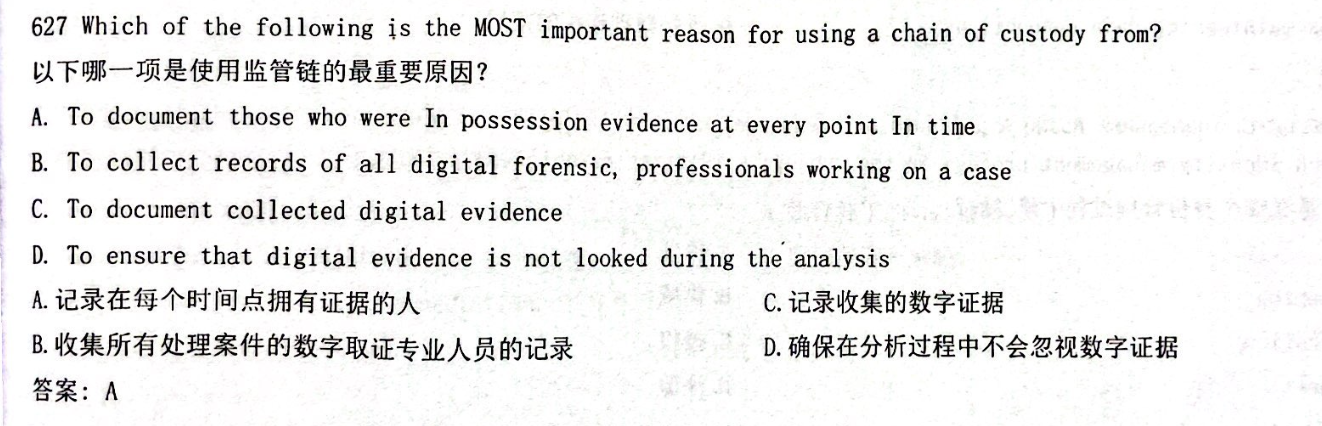 627 Which of the following is the MOST important reason for using a chain of custody from?
以下哪一项是使用监管链的最重要原因？
A. To document those who were In possession evidence at every point In time
B. To collect records of all digital forensic, professionals working on a case
C. To document collected digital evidence
D. To ensure that digital evidence is not looked during the analysis
A.记录在每个时间点拥有证据的人 C.记录收集的数字证据
B.收集所有处理案件的数字取证专业人员的记录 D.确保在分析过程中不会忽视数字证据
答案：A